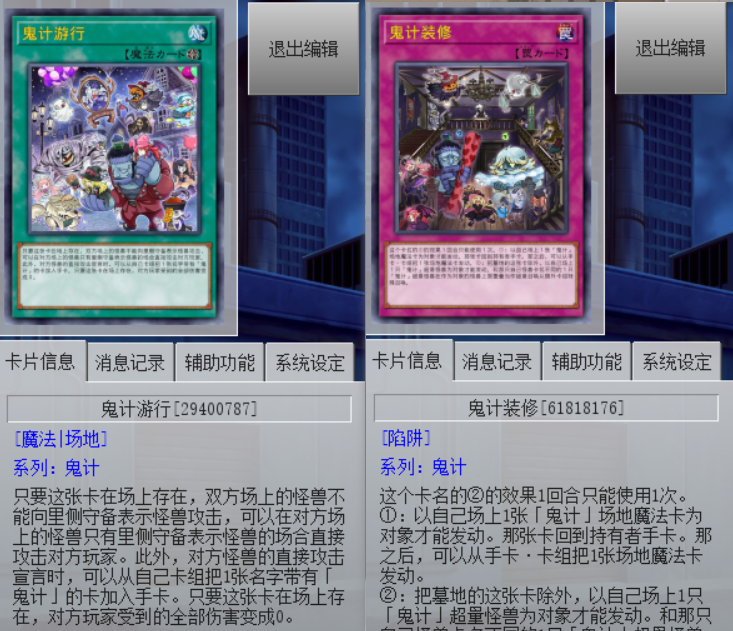 鬼计游行
【魔法カード】
退出编辑
卡片信息
消息记录
辅助功能
系统设定
鬼计游行[29400787]
[魔法|场地]
系列: 鬼计
只要这张卡在场上存在，双方场上的怪兽不
能向里侧守备表示怪兽攻击，可以在对方场
上的怪兽只有里侧守备表示怪兽的场合直接
攻击对方玩家。此外，对方怪兽的直接攻击
宣言时，可以从自己卡组把1张名字带有「
鬼计」的卡加入手卡。只要这张卡在场上存
在，对方玩家受到的全部伤害变成0。
鬼计装修
【罠カード】
退出编辑
卡片信息
消息记录
辅助功能
系统设定
鬼计装修[61818176]
[陷阱]
系列: 鬼计
这个卡名的②的效果1回合只能使用1次。
①：以自己场上1张「鬼计」场地魔法卡为
对象才能发动。那张卡回到持有者手卡。那
之后，可以从手卡·卡组把1张场地魔法卡
发动。
②：把墓地的这张卡除外，以自己场上1只
「鬼计」超量怪兽为对象才能发动。和那只